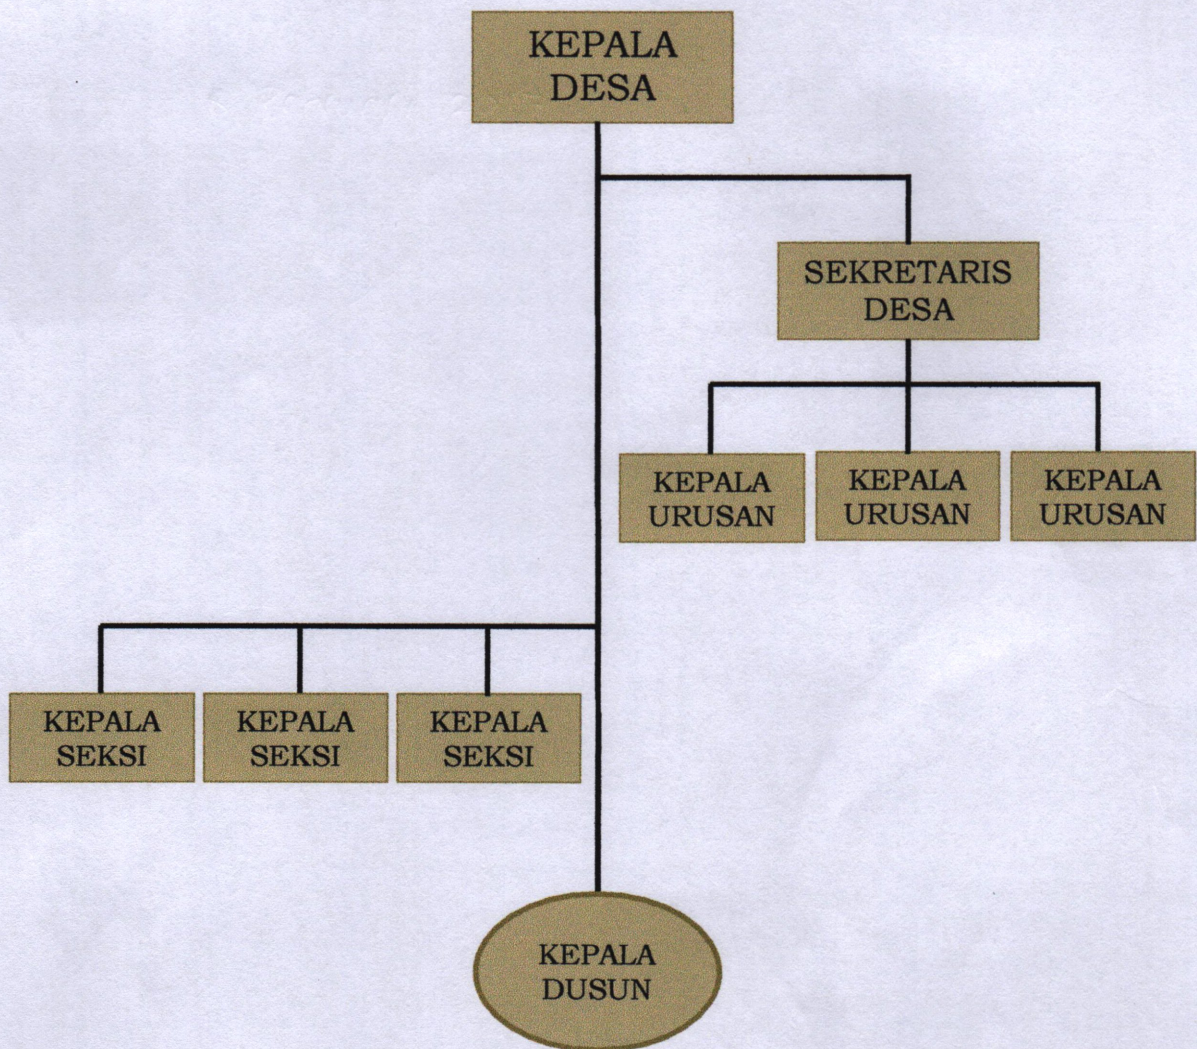 KEPALA
DESA
SEKRETARIS
DESA
KEPALA
URUSAN
KEPALA
URUSAN
KEPALA
URUSAN
KEPALA
SEKSI
KEPALA
SEKSI
KEPALA
SEKSI
KEPALA
DUSUN